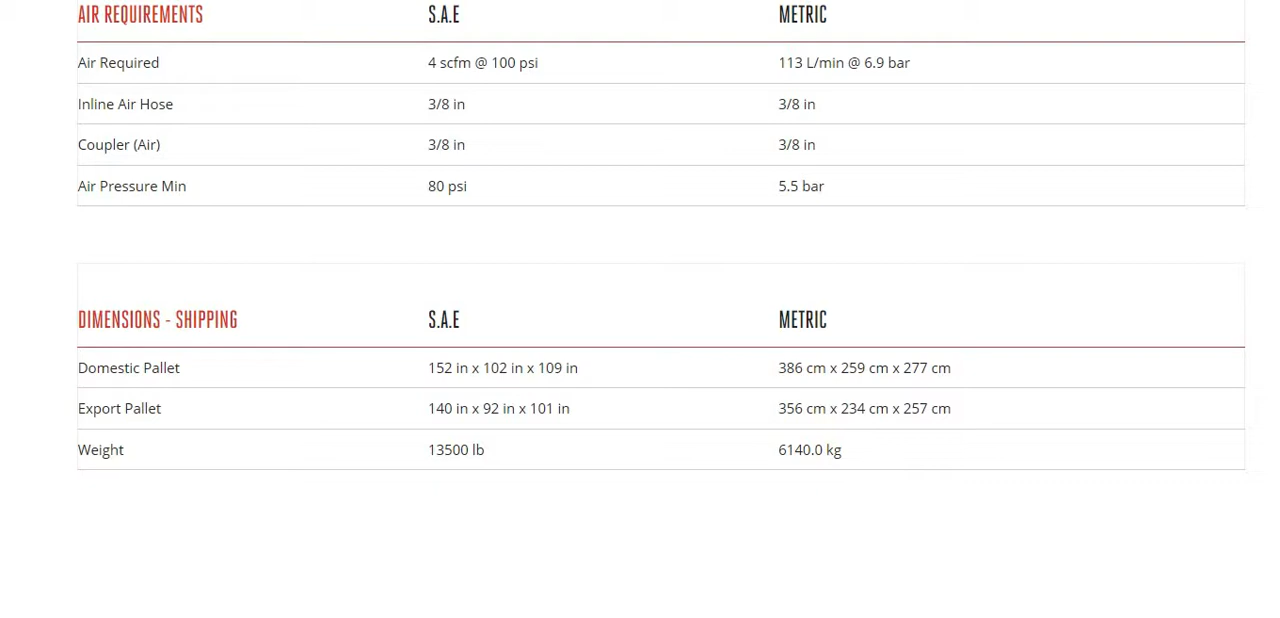 AIR REQUIREMENTS S.A.E METRIC
Air Required 4 scfm @ 100 psi 113 L/min @ 6.9 bar
Inline Air Hose 3/8 in 3/8 in
Coupler (Air) 3/8 in 3/8 in
Air Pressure Min 80 psi 5.5 bar
DIMENSIONS - SHIPPING S.A.E METRIC
Domestic Pallet 152 in x 102 in x 109 in 386 cm x 259 cm x 277 cm
Export Pallet 140 in x 92 in x 101 in 356 cm x 234 cm x 257 cm
Weight 13500 lb 6140.0 kg